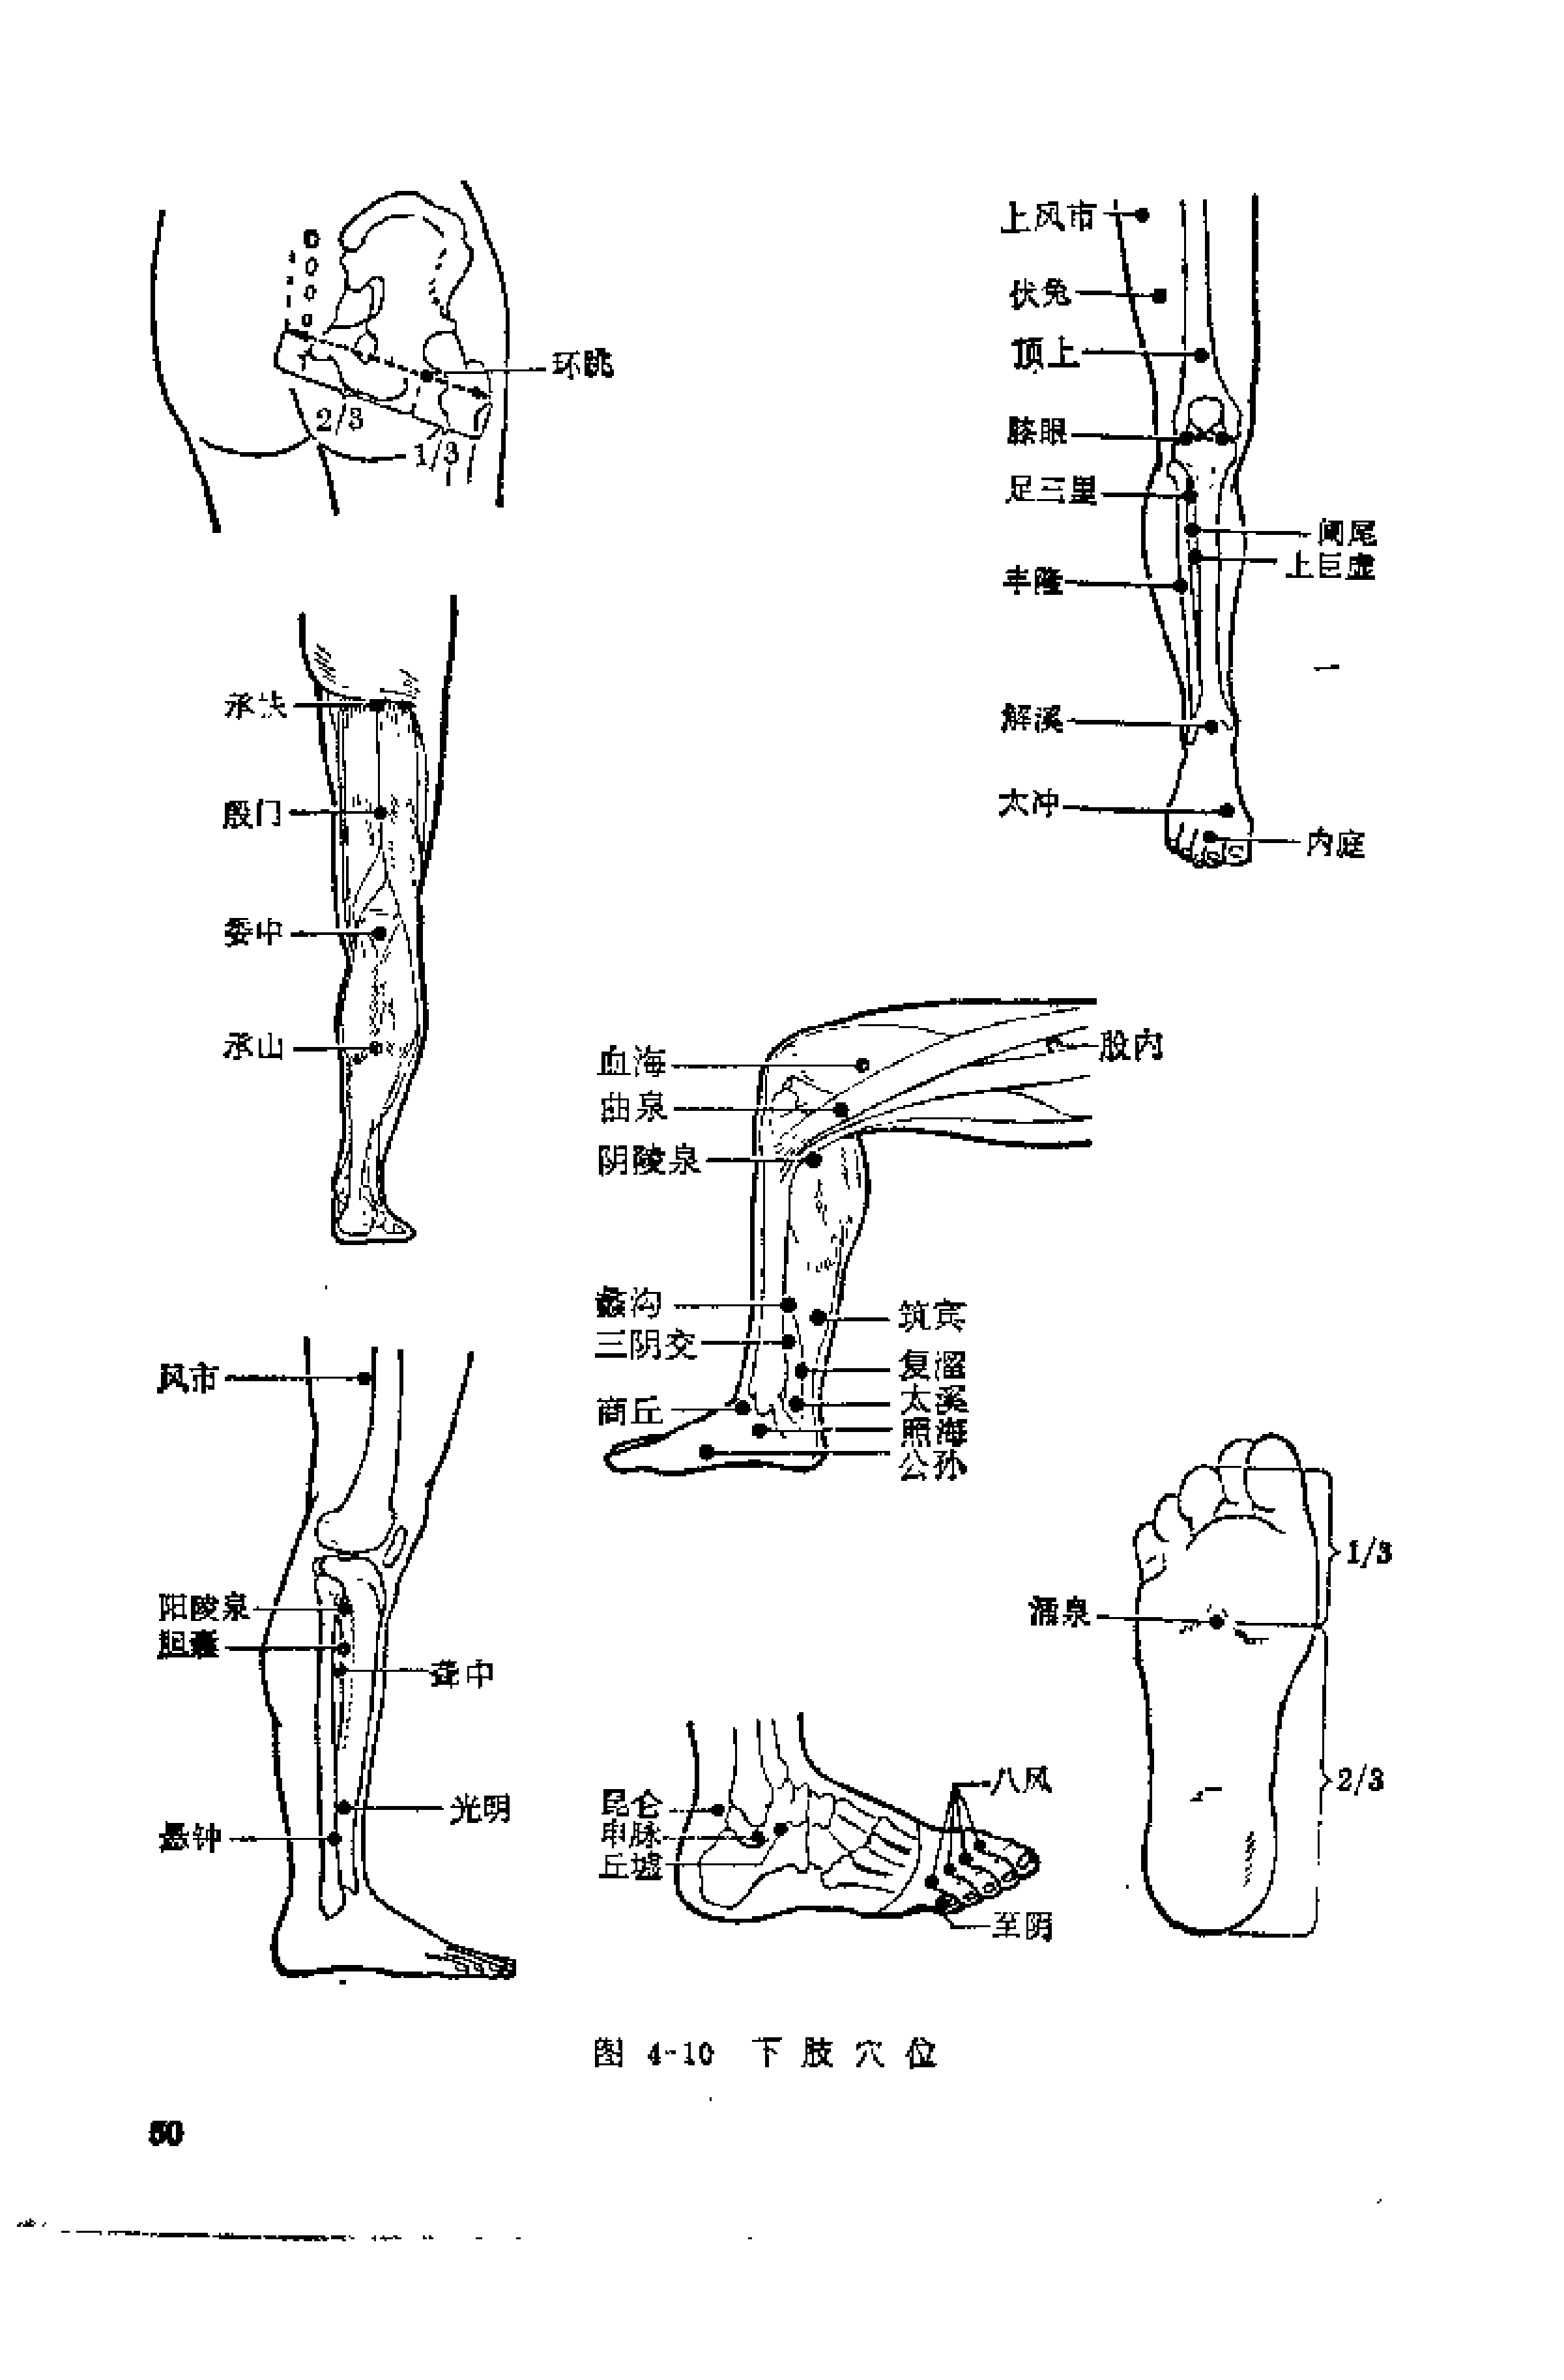 环跳
2/3
1/3
上风市
伏兔
顶上
膝眼
足三里
阑尾
上巨虚
丰隆
解溪
太冲
内庭
承扶
殷门
委中
承山
血海
股内
曲泉
阴陵泉
蠡沟
筑宾
三阴交
复溜
太溪
商丘
照海
公孙
风市
阳陵泉
胆囊
聋中
光明
悬钟
1/3
涌泉
2/3
八风
昆仑
申脉
丘墟
至阴
图 4-10 下肢穴位
50